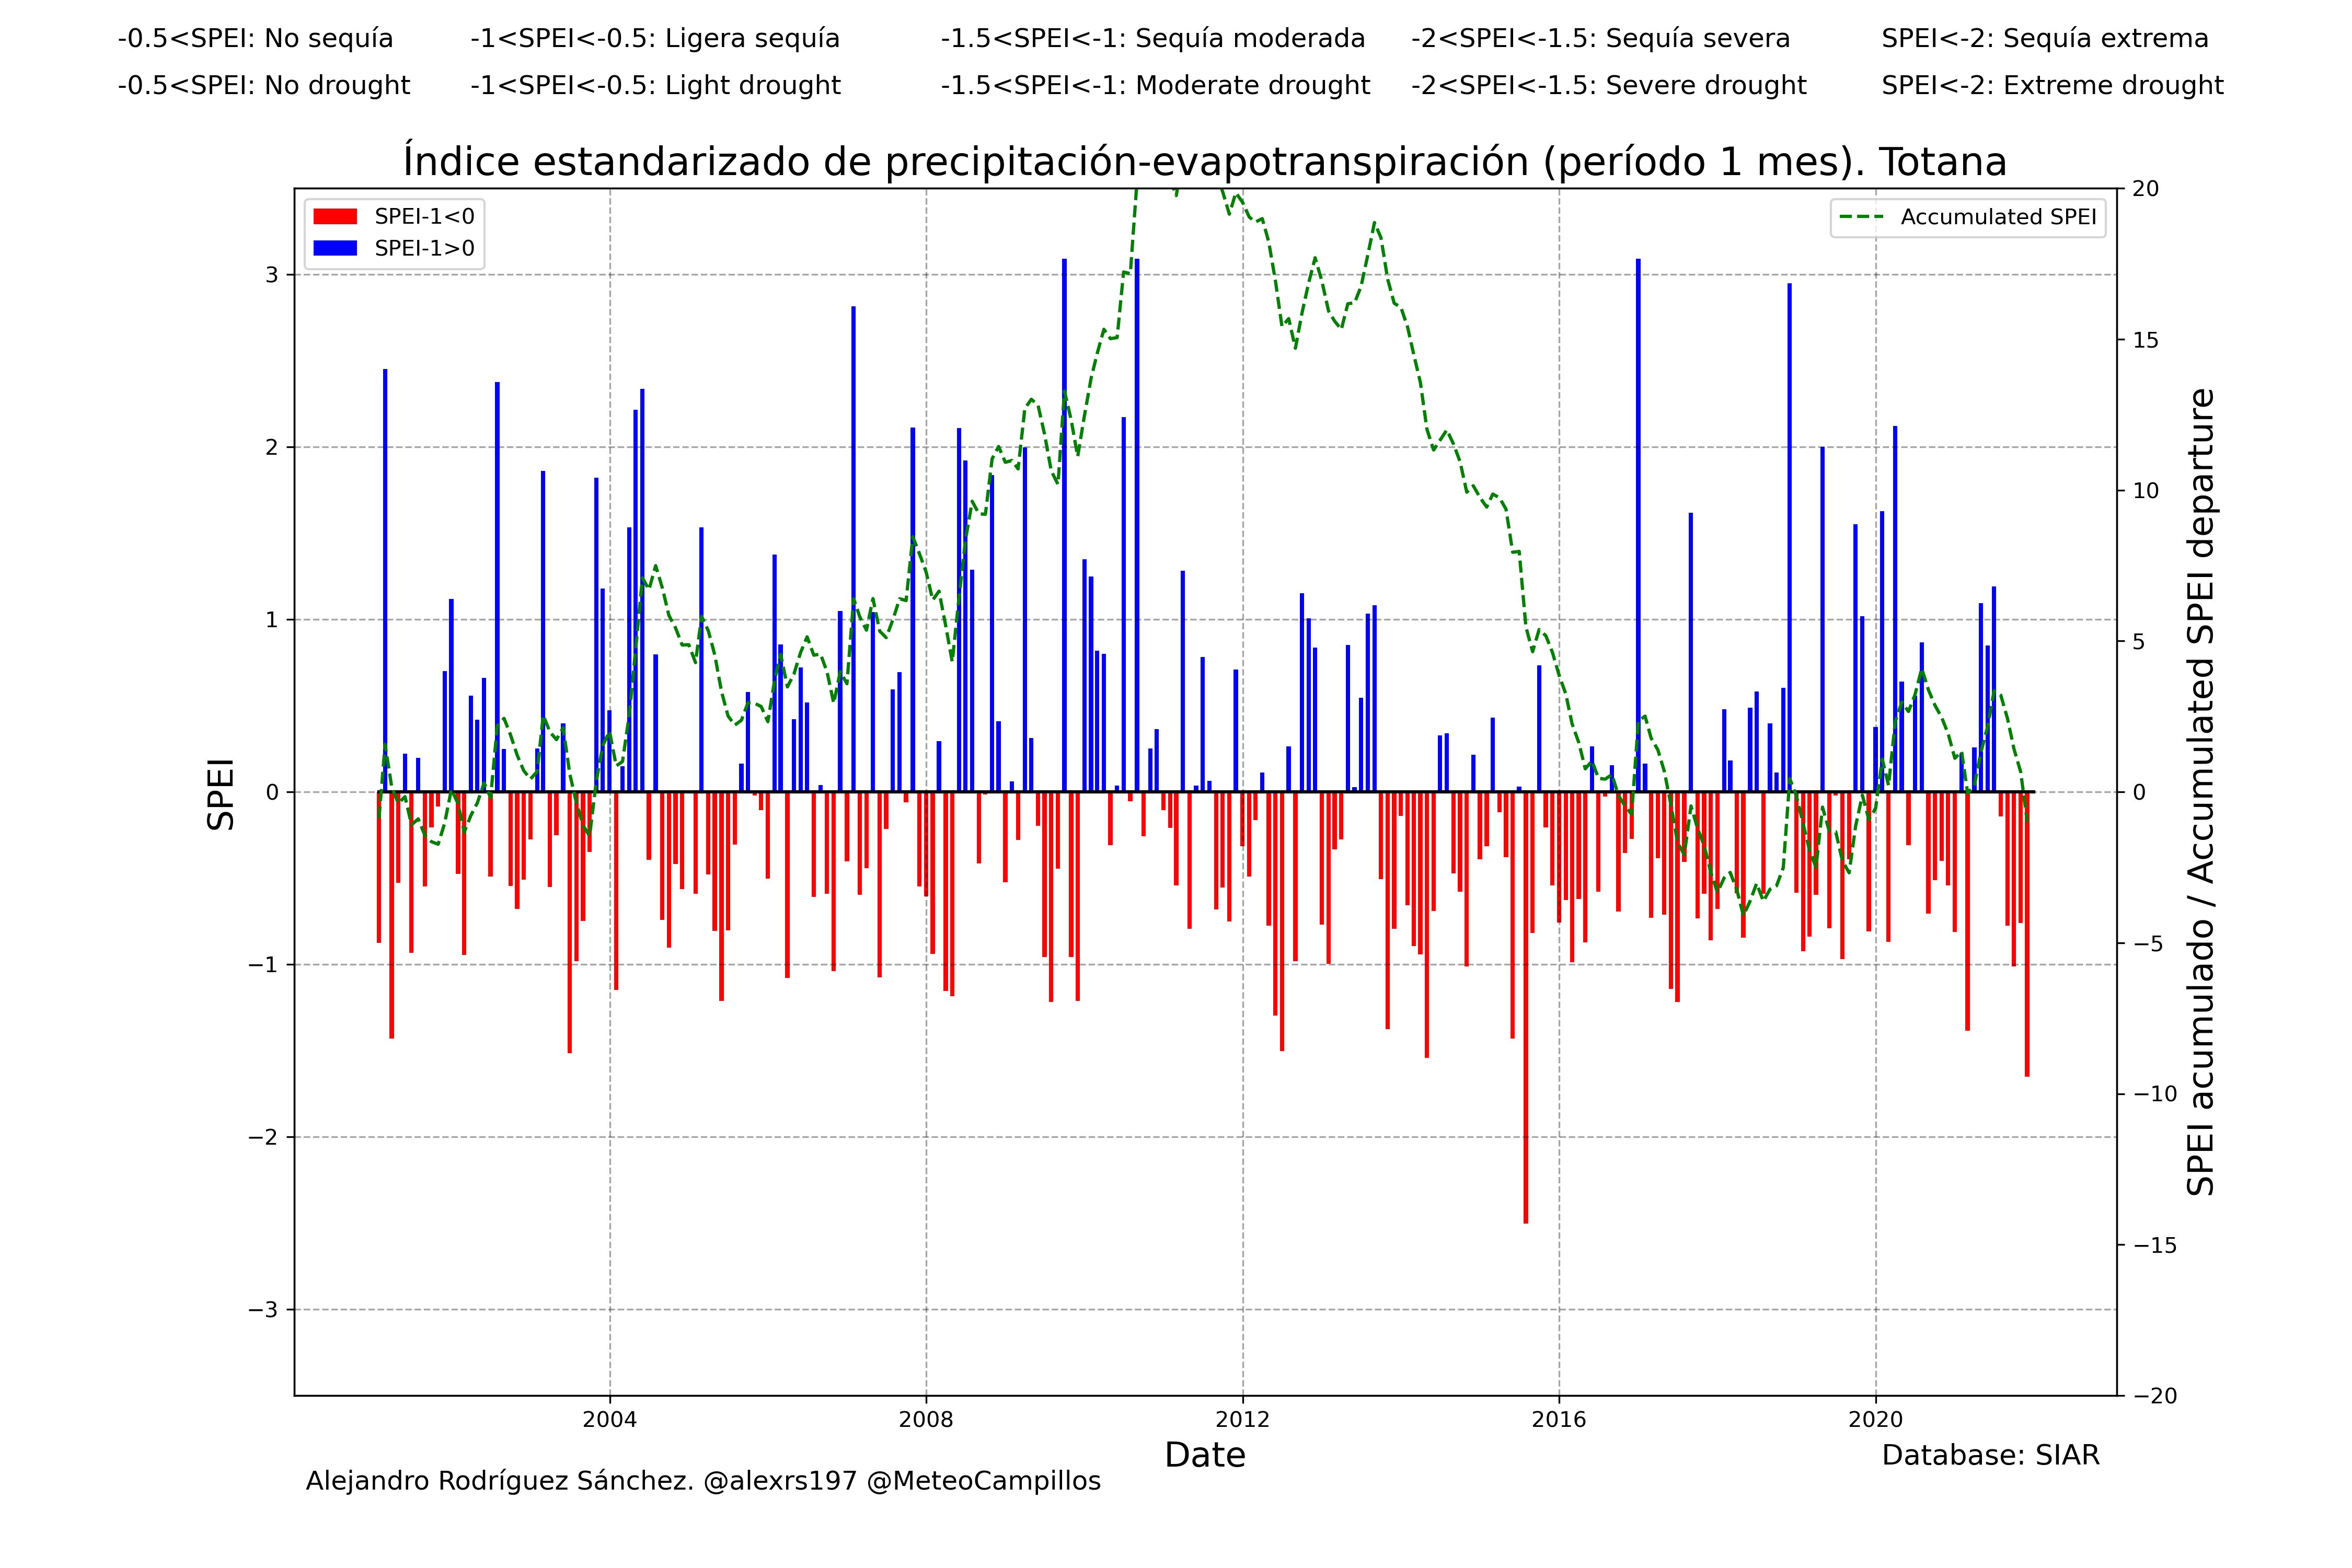 -0.5<SPEI: No sequía -1<SPEI<-0.5: Ligera sequía -1.5<SPEI<-1: Sequía moderada -2<SPEI<-1.5: Sequía severa SPEI<-2: Sequía extrema
-0.5<SPEI: No drought -1<SPEI<-0.5: Light drought -1.5<SPEI<-1: Moderate drought -2<SPEI<-1.5: Severe drought SPEI<-2: Extreme drought
Índice estandarizado de precipitación-evapotranspiración (período 1 mes). Totana
SPEI-1<0
SPEI-1>0
Accumulated SPEI
SPEI
3
2
1
0
−1
−2
−3
20
15
10
5
0
−5
−10
−15
−20
SPEI acumulado / Accumulated SPEI departure
2004 2008 2012 2016 2020
Date
Database: SIAR
Alejandro Rodríguez Sánchez. @alexrs197 @MeteoCampillos